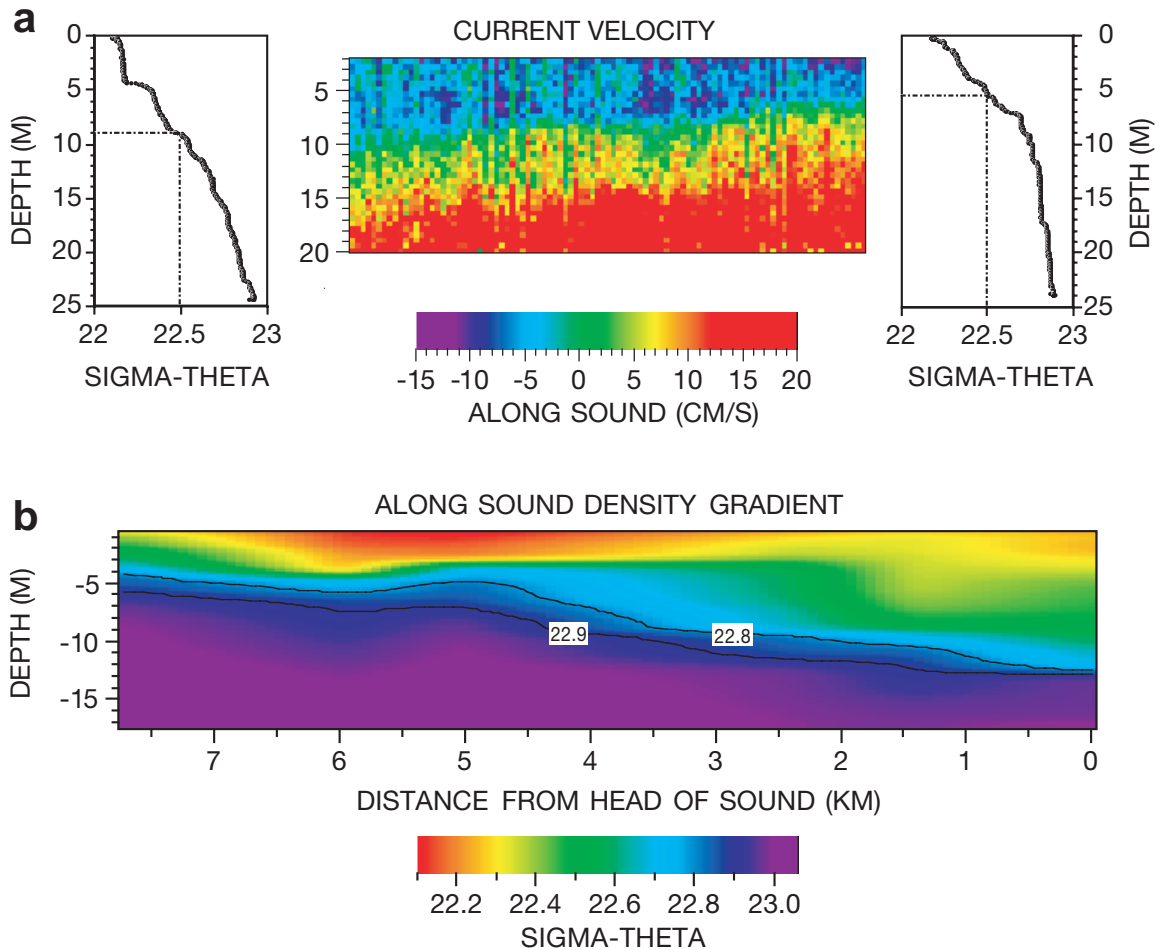 a
CURRENT VELOCITY
0
5
10
15
20
25
DEPTH (M)
22
22.5
23
SIGMA-THETA
5
10
15
20
0
5
10
15
20
25
DEPTH (M)
22
22.5
23
SIGMA-THETA
-15 -10 -5 0 5 10 15 20
ALONG SOUND (CM/S)
b
ALONG SOUND DENSITY GRADIENT
DEPTH (M)
-5
-10
-15
22.9
22.8
7 6 5 4 3 2 1 0
DISTANCE FROM HEAD OF SOUND (KM)
22.2 22.4 22.6 22.8 23.0
SIGMA-THETA